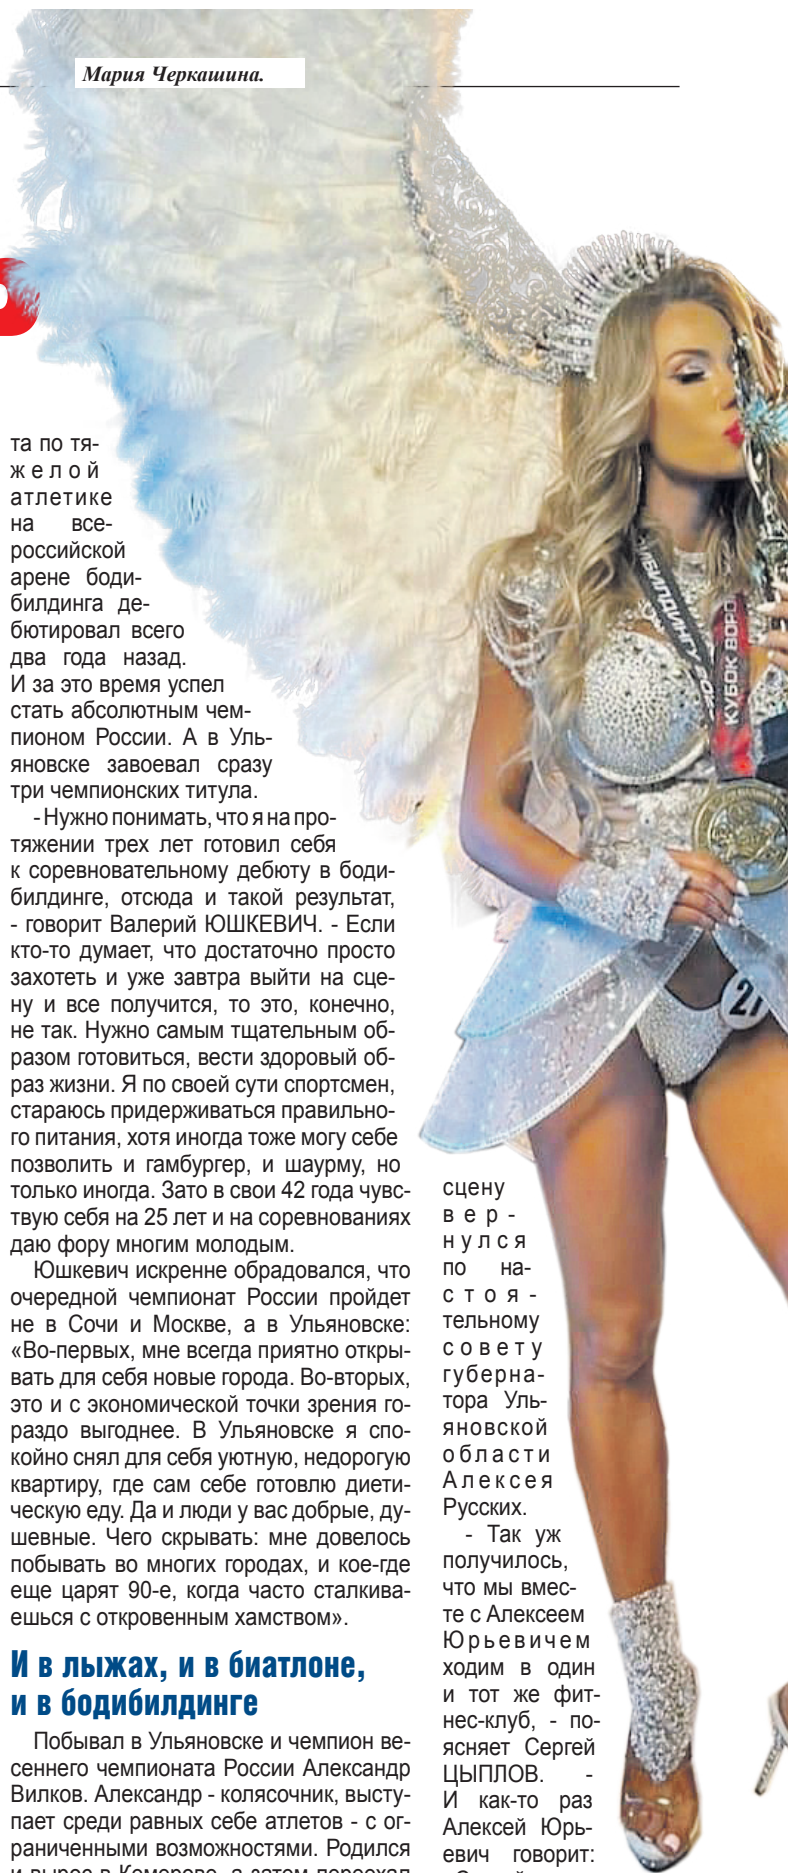 Мария Черкашина.
та по тя-
желой
атлетике
на все-
российской
арене боди-
билдинга де-
бютировал всего
два года назад.
И за это время успел
стать абсолютным чем-
пионом России. А в Уль-
яновске завоевал сразу
три чемпионских титула.
- Нужно понимать, что я на про-
тяжении трех лет готовил себя
к соревновательному дебюту в боди-
билдинге, отсюда и такой результат,
- говорит Валерий ЮШКЕВИЧ. - Если
кто-то думает, что достаточно просто
захотеть и уже завтра выйти на сце-
ну и все получится, то это, конечно,
не так. Нужно самым тщательным об-
разом готовиться, вести здоровый об-
раз жизни. Я по своей сути спортсмен,
стараюсь придерживаться правильно-
го питания, хотя иногда тоже могу себе
позволить и гамбургер, и шаурму, но
только иногда. Зато в свои 42 года чувс-
твую себя на 25 лет и на соревнованиях
даю фору многим молодым.
Юшкевич искренне обрадовался, что
очередной чемпионат России пройдет
не в Сочи и Москве, а в Ульяновске:
«Во-первых, мне всегда приятно откры-
вать для себя новые города. Во-вторых,
это и с экономической точки зрения го-
раздо выгоднее. В Ульяновске я спо-
койно снял для себя уютную, недорогую
квартиру, где сам себе готовлю диети-
ческую еду. Да и люди у вас добрые, ду-
шевные. Чего скрывать: мне довелось
побывать во многих городах, и кое-где
еще царят 90-е, когда часто сталкива-
ешься с откровенным хамством».
И в лыжах, и в биатлоне,
и в бодибилдинге
Побывал в Ульяновске и чемпион ве-
сеннего чемпионата России Александр
Вилков. Александр - колясочник, высту-
пает среди равных себе атлетов - с ог-
раниченными возможностями. Родился
и вырос в Кемерове, а затем переехал
сцену
вер-
нулся
по на-
стоя-
тельному
совету
губерна-
тора Уль-
яновской
области
Алексея
Русских.
- Так уж
получилось,
что мы вмес-
те с Алексеем
Юрьевичем
ходим в один
и тот же фит-
нес-клуб, - по-
ясняет Сергей
ЦЫПЛОВ. -
И как-то раз
Алексей Юрь-
евич говорит:
ИБИЛДИНГУ
КУБОК ВОРО
27